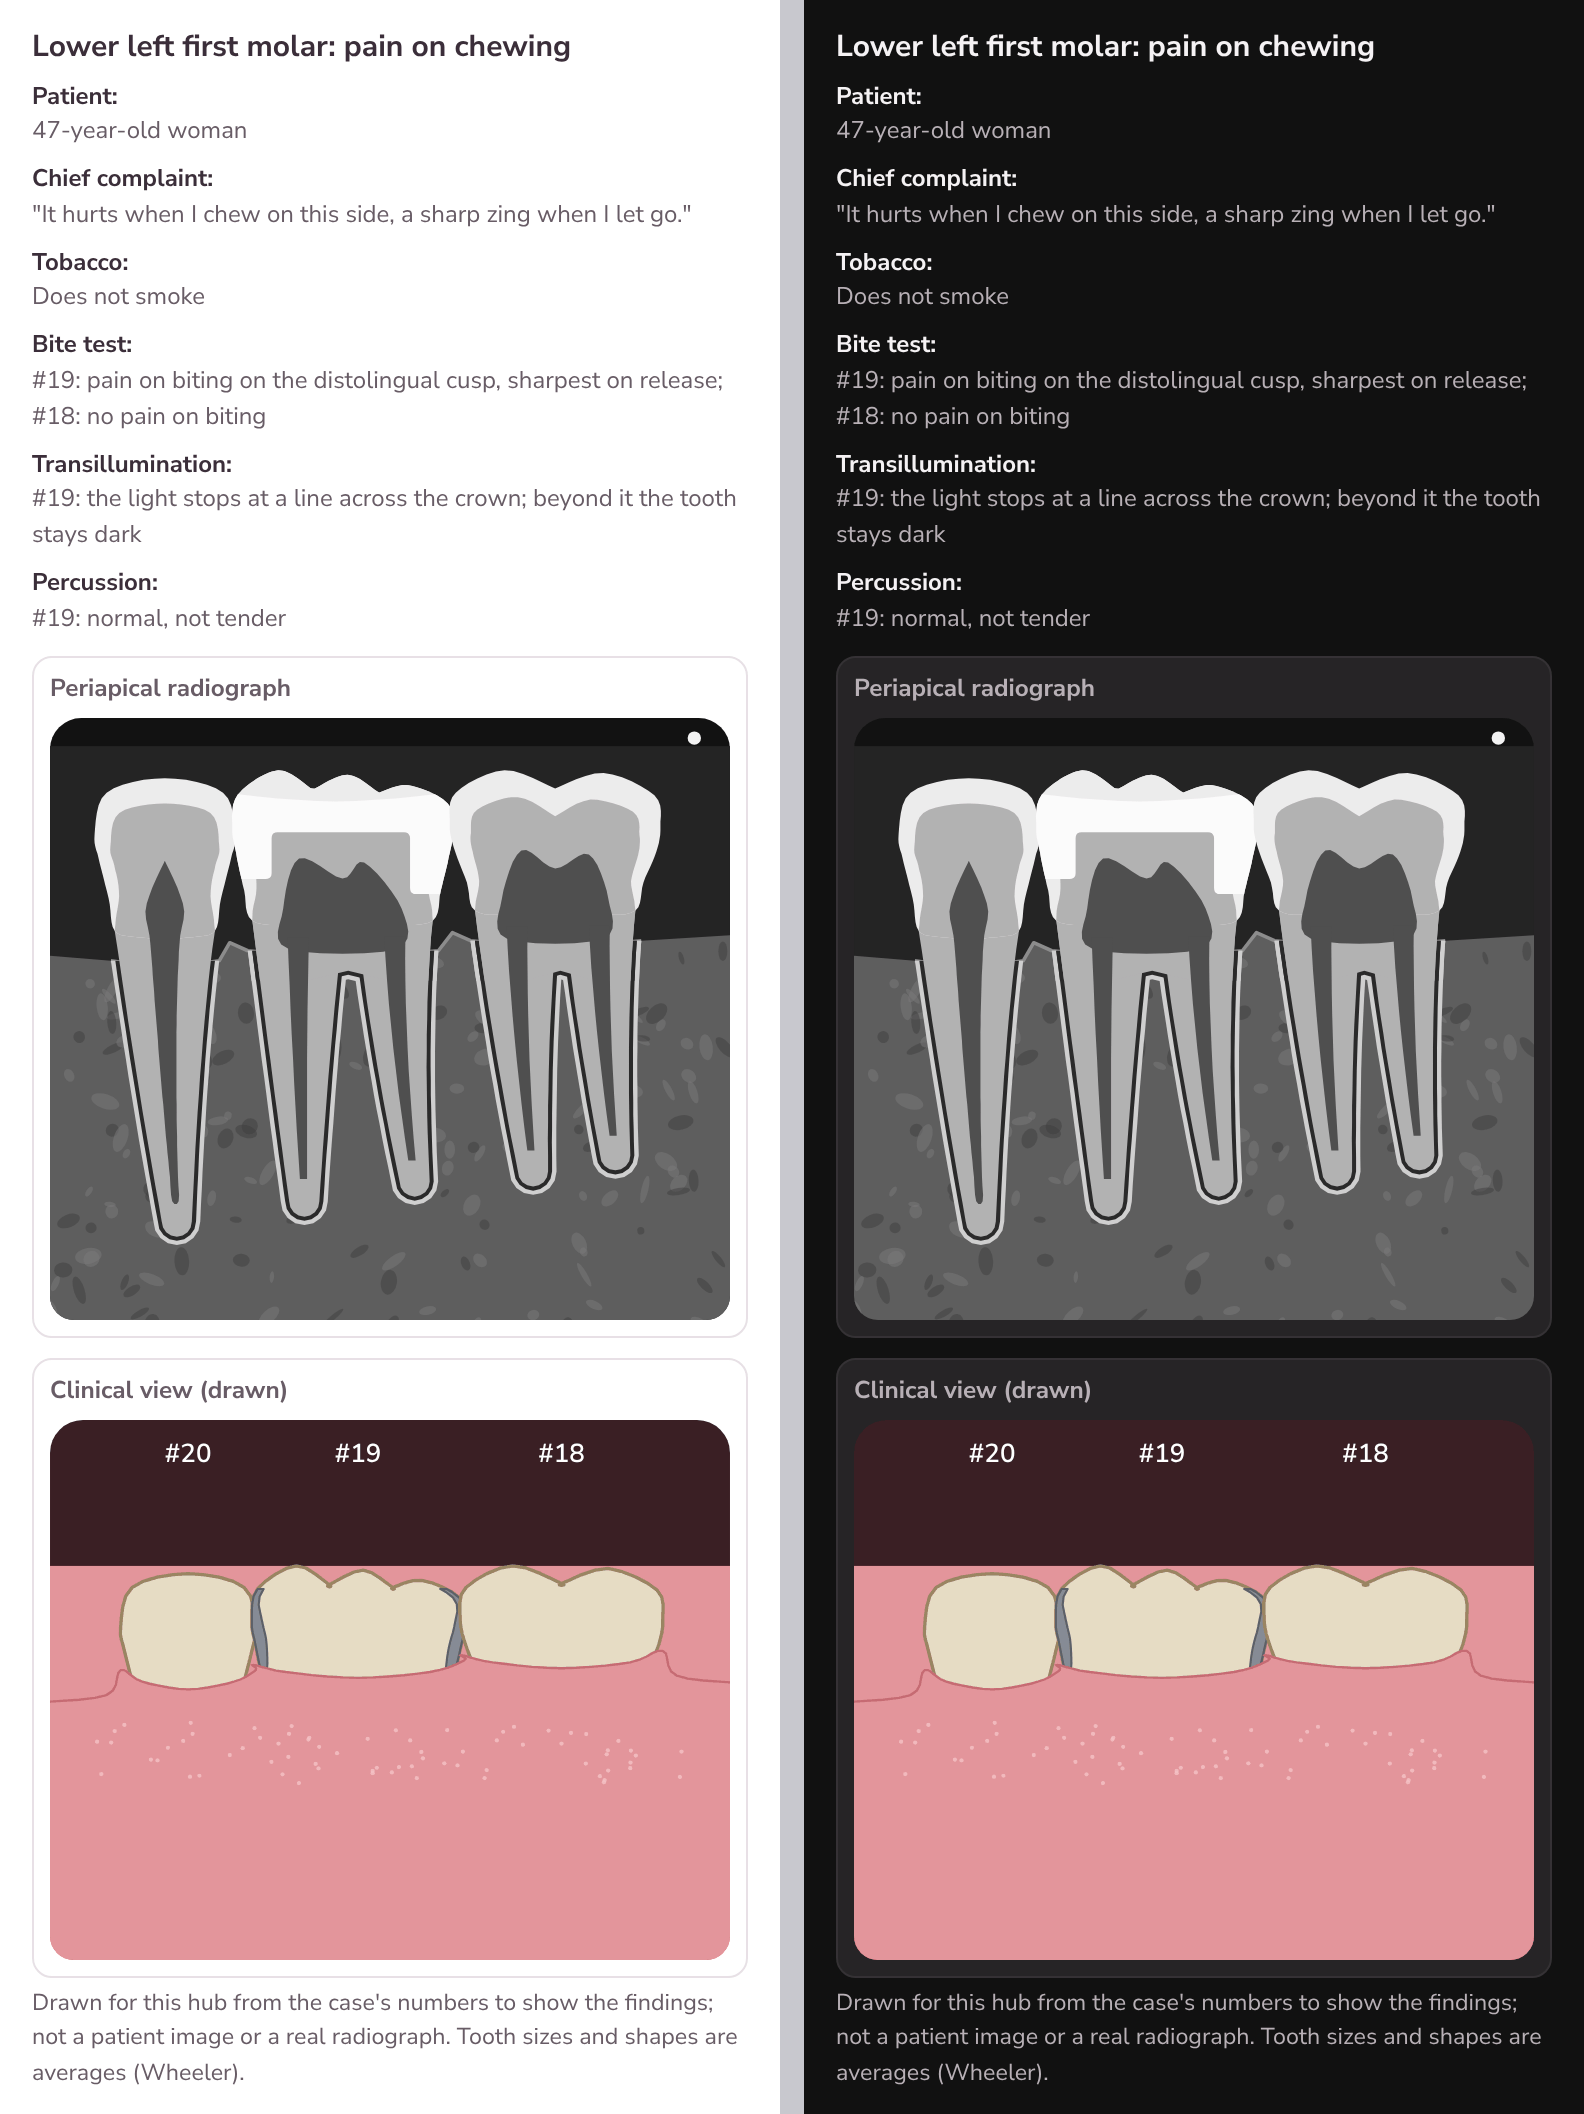 Lower left first molar: pain on chewing
Patient:
47-year-old woman
Chief complaint:
"It hurts when I chew on this side, a sharp zing when I let go."
Tobacco:
Does not smoke
Bite test:
#19: pain on biting on the distolingual cusp, sharpest on release;
#18: no pain on biting
Transillumination:
#19: the light stops at a line across the crown; beyond it the tooth
stays dark
Percussion:
#19: normal, not tender
Periapical radiograph
Clinical view (drawn)
#20 #19 #18
Drawn for this hub from the case's numbers to show the findings;
not a patient image or a real radiograph. Tooth sizes and shapes are
averages (Wheeler).
Lower left first molar: pain on chewing
Patient:
47-year-old woman
Chief complaint:
"It hurts when I chew on this side, a sharp zing when I let go."
Tobacco:
Does not smoke
Bite test:
#19: pain on biting on the distolingual cusp, sharpest on release;
#18: no pain on biting
Transillumination:
#19: the light stops at a line across the crown; beyond it the tooth
stays dark
Percussion:
#19: normal, not tender
Periapical radiograph
Clinical view (drawn)
#20 #19 #18
Drawn for this hub from the case's numbers to show the findings;
not a patient image or a real radiograph. Tooth sizes and shapes are
averages (Wheeler).